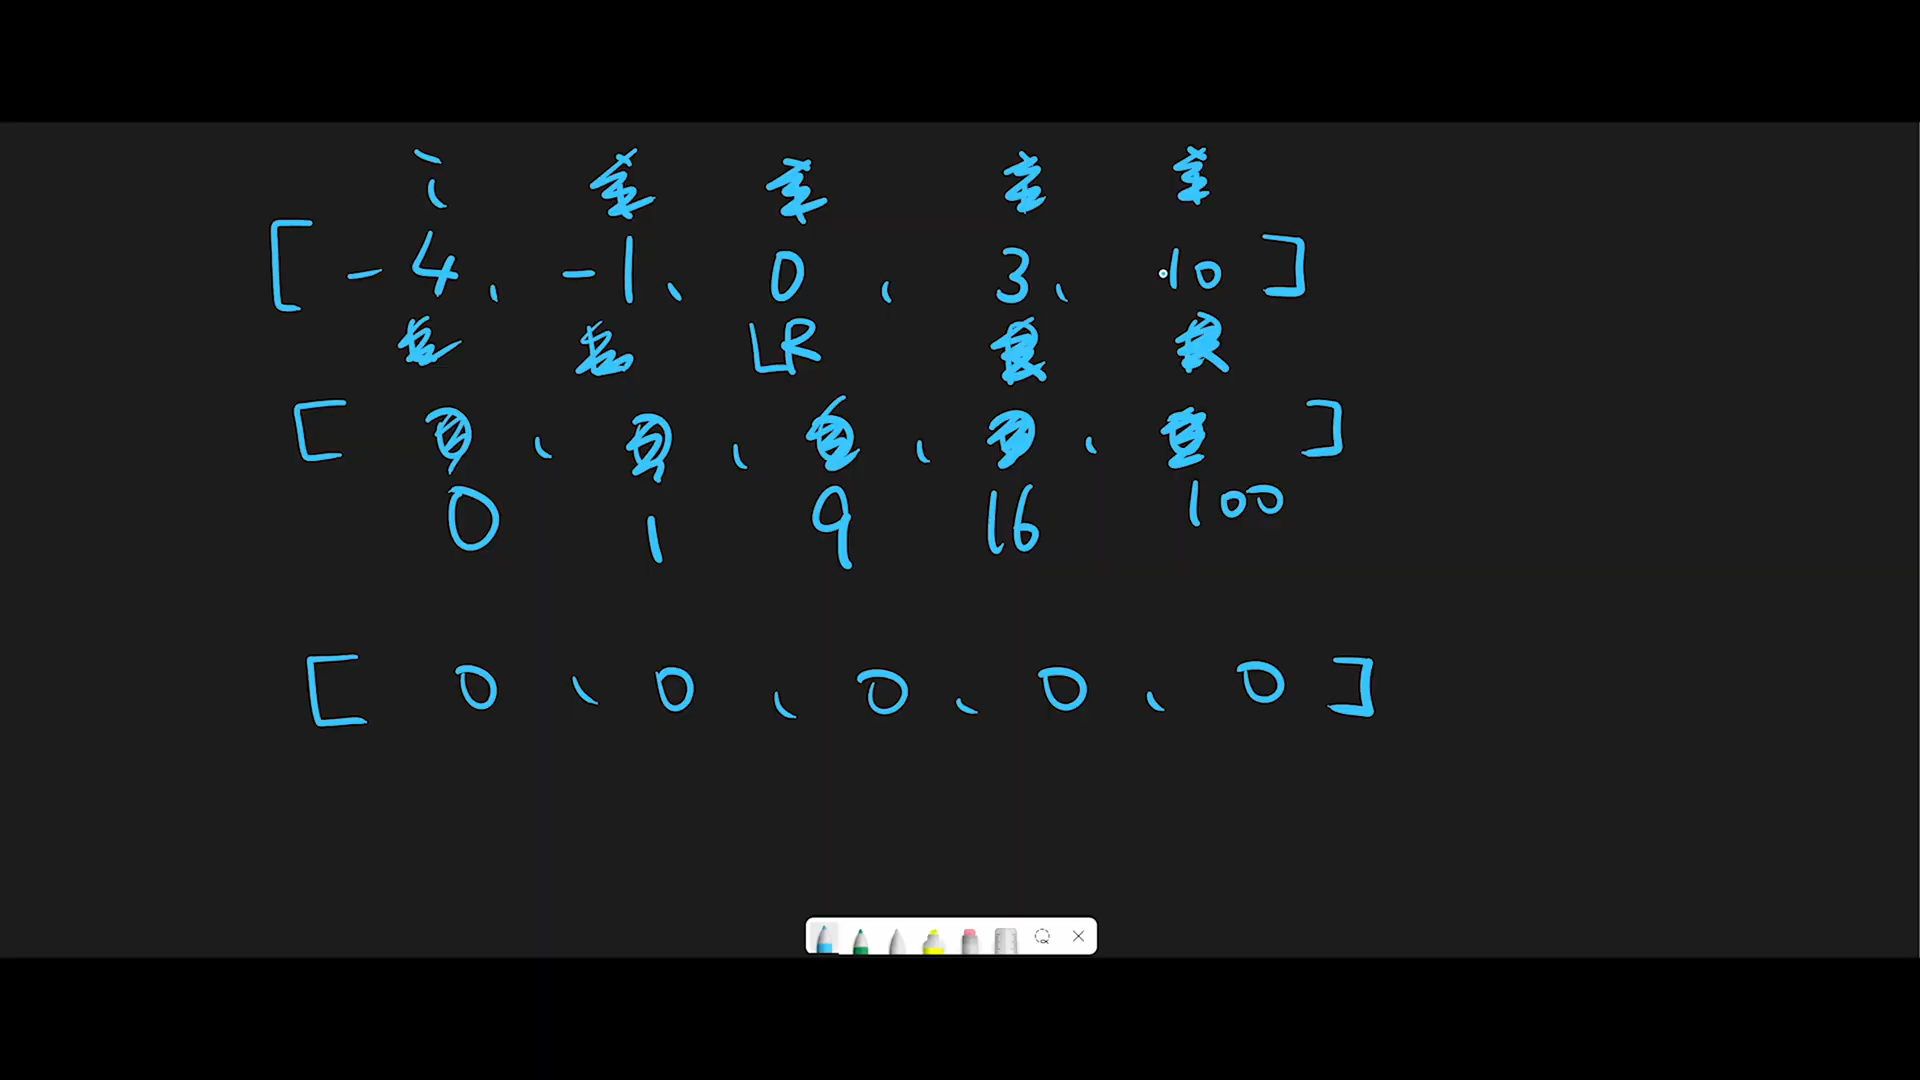 i
[ -4、-1、0、3、10 ]
LR
[ 、 、 、 、 ]
0 1 9 16 100
[ 0、0、0、0、0 ]